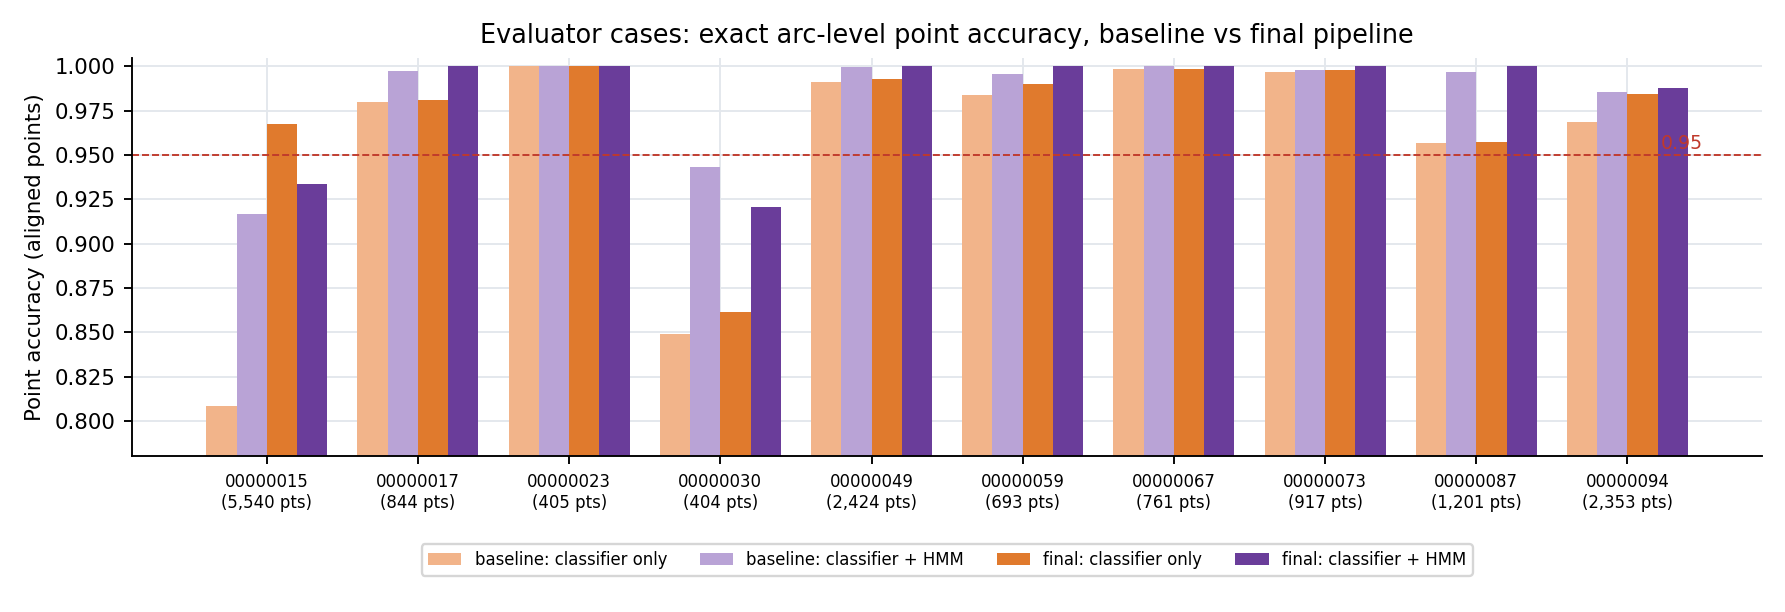 Evaluator cases: exact arc-level point accuracy, baseline vs final pipeline
Point accuracy (aligned points)
1.000
0.975
0.950
0.925
0.900
0.875
0.850
0.825
0.800
0.95
00000015
(5,540 pts)
00000017
(844 pts)
00000023
(405 pts)
00000030
(404 pts)
00000049
(2,424 pts)
00000059
(693 pts)
00000067
(761 pts)
00000073
(917 pts)
00000087
(1,201 pts)
00000094
(2,353 pts)
baseline: classifier only
baseline: classifier + HMM
final: classifier only
final: classifier + HMM